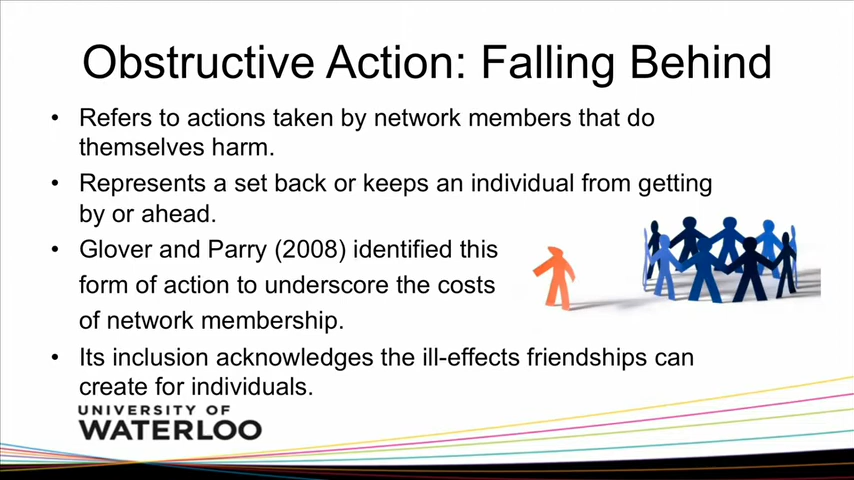 Obstructive Action: Falling Behind
• Refers to actions taken by network members that do
themselves harm.
• Represents a set back or keeps an individual from getting
by or ahead.
• Glover and Parry (2008) identified this
form of action to underscore the costs
of network membership.
• Its inclusion acknowledges the ill-effects friendships can
create for individuals.
UNIVERSITY OF
WATERLOO